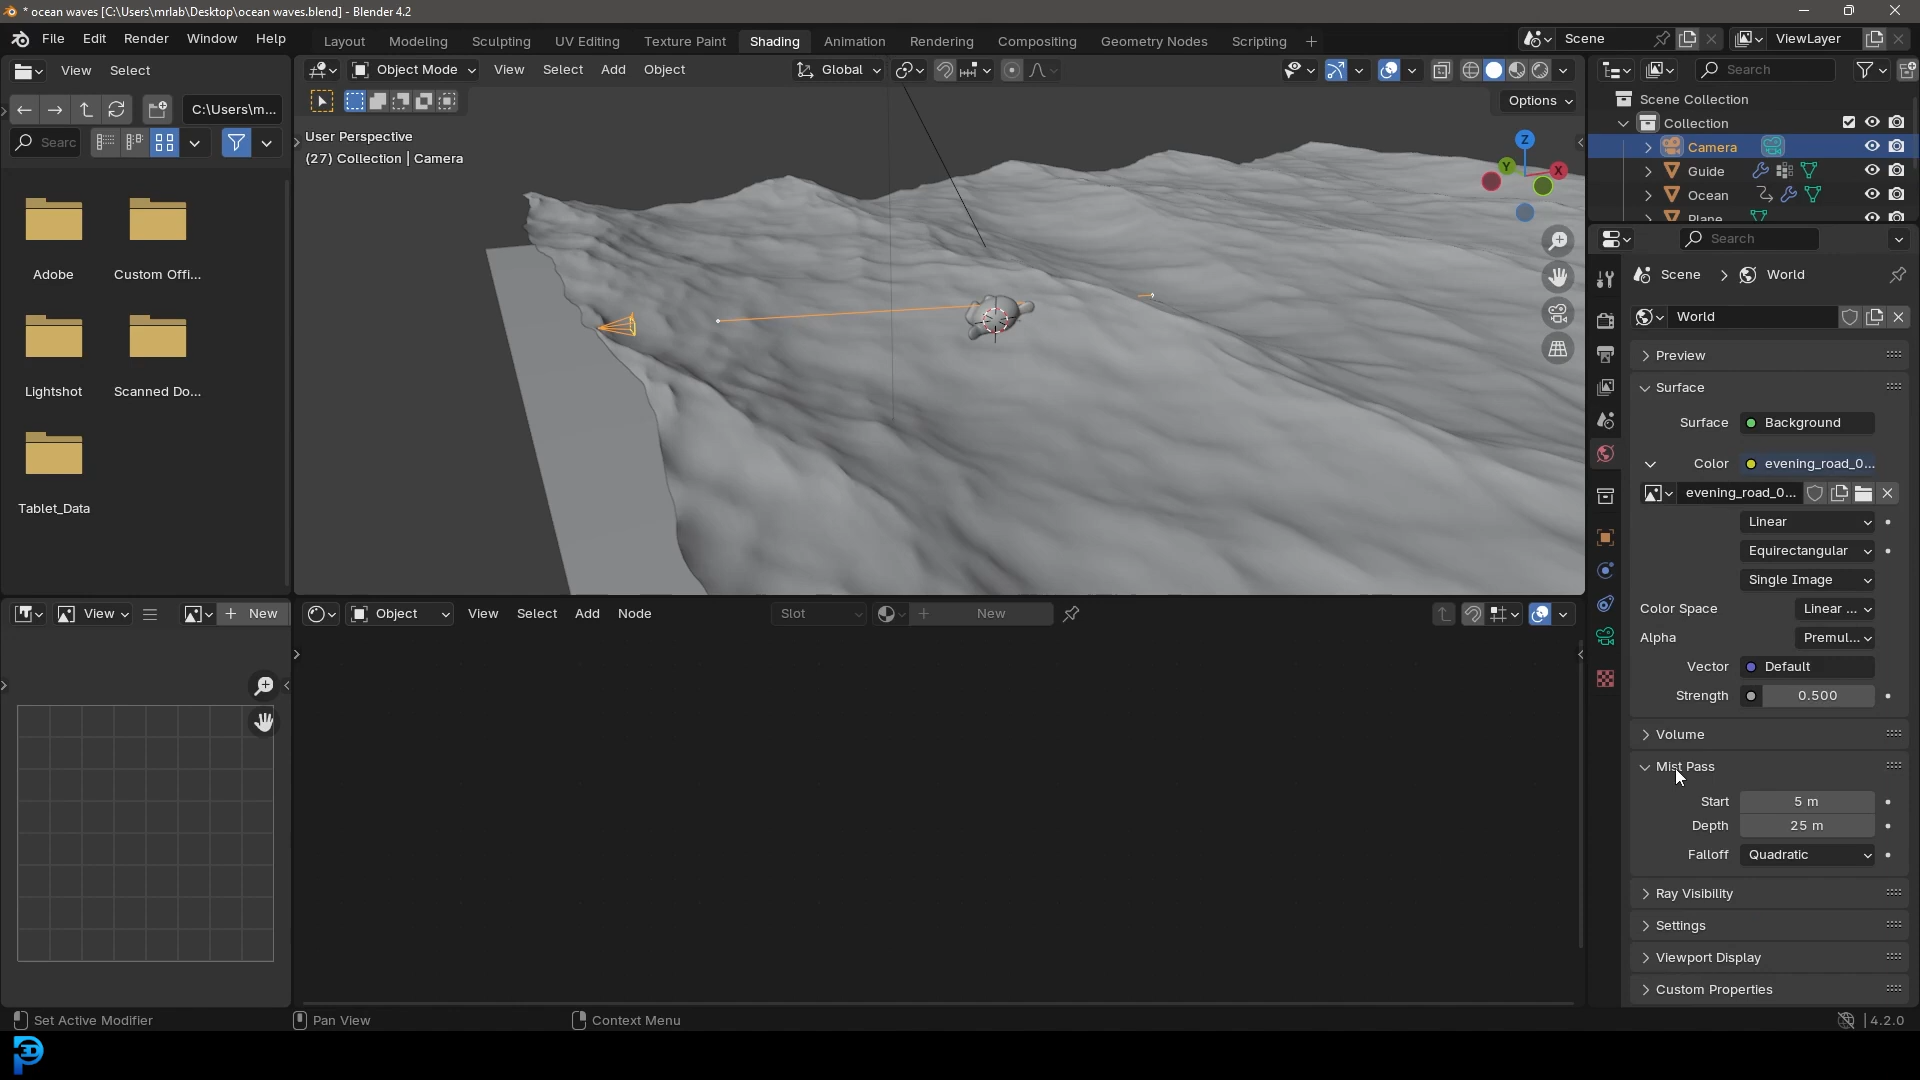 * ocean waves [C:\Users\mrlab\Desktop\ocean waves.blend] - Blender 4.2
File Edit Render Window Help
Layout Modeling Sculpting UV Editing Texture Paint Shading Animation Rendering Compositing Geometry Nodes Scripting
Scene
ViewLayer
View Select
C:\Users\m...
Searc
Adobe
Custom Offi...
Lightshot
Scanned Do...
Tablet_Data
Object Mode View Select Add Object
Global
Options
User Perspective
(27) Collection | Camera
Z
Y
X
Search
Scene Collection
Collection
Camera
Guide
Ocean
Plane
Search
Scene > World
World
Preview
Surface
Surface Background
Color evening_road_0...
evening_road_0...
Linear
Equirectangular
Single Image
Color Space Linear ...
Alpha Premul...
Vector Default
Strength 0.500
Volume
Mist Pass
Start 5 m
Depth 25 m
Falloff Quadratic
Ray Visibility
Settings
Viewport Display
Custom Properties
View
New
Object View Select Add Node
Slot
New
Set Active Modifier
Pan View
Context Menu
4.2.0